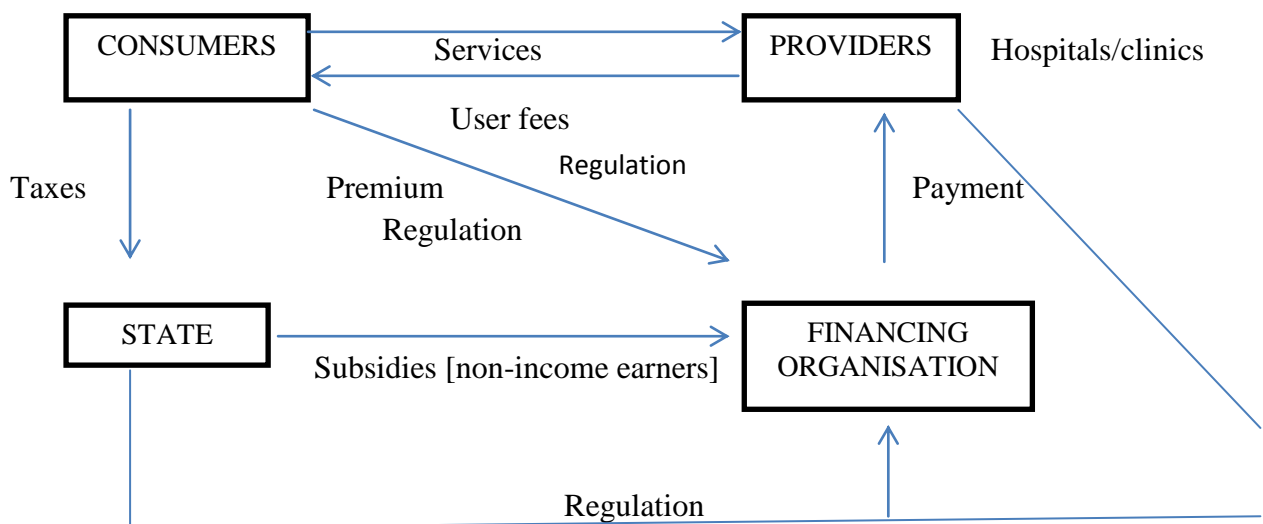 CONSUMERS
PROVIDERS
Hospitals/clinics
Services
User fees
Regulation
Taxes
Premium
Payment
Regulation
STATE
FINANCING
ORGANISATION
Subsidies [non-income earners]
Regulation